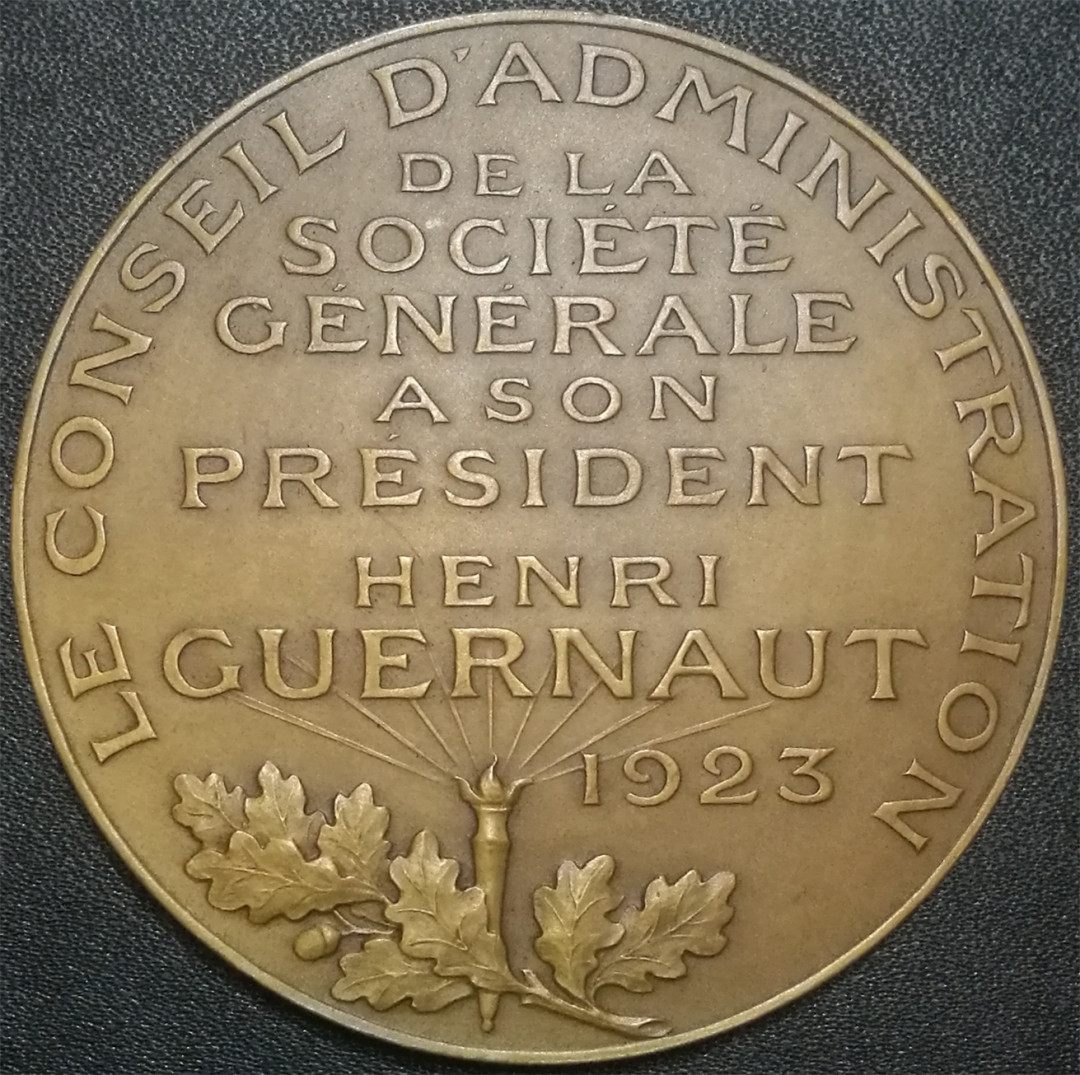 LE CONSEIL D'ADMINISTRATION
DE LA
SOCIÉTÉ
GÉNÉRALE
A SON
PRÉSIDENT
HENRI
GUERNAUT
1923